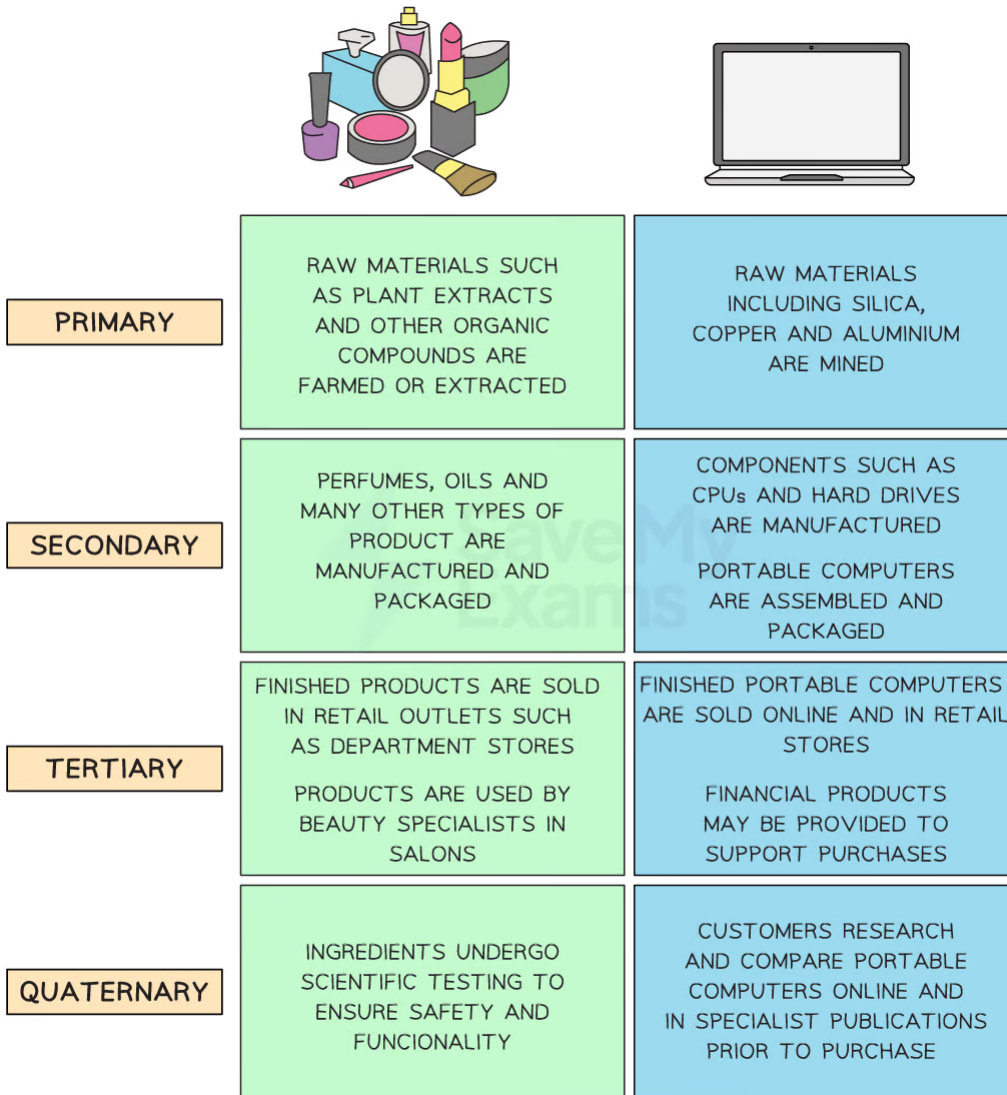 PRIMARY
RAW MATERIALS SUCH
AS PLANT EXTRACTS
AND OTHER ORGANIC
COMPOUNDS ARE
FARMED OR EXTRACTED
RAW MATERIALS
INCLUDING SILICA,
COPPER AND ALUMINIUM
ARE MINED
SECONDARY
PERFUMES, OILS AND
MANY OTHER TYPES OF
PRODUCT ARE
MANUFACTURED AND
PACKAGED
COMPONENTS SUCH AS
CPUs AND HARD DRIVES
ARE MANUFACTURED
PORTABLE COMPUTERS
ARE ASSEMBLED AND
PACKAGED
SaveMy
Exams
TERTIARY
FINISHED PRODUCTS ARE SOLD
IN RETAIL OUTLETS SUCH
AS DEPARTMENT STORES
PRODUCTS ARE USED BY
BEAUTY SPECIALISTS IN
SALONS
FINISHED PORTABLE COMPUTERS
ARE SOLD ONLINE AND IN RETAIL
STORES
FINANCIAL PRODUCTS
MAY BE PROVIDED TO
SUPPORT PURCHASES
QUATERNARY
INGREDIENTS UNDERGO
SCIENTIFIC TESTING TO
ENSURE SAFETY AND
FUNCIONALITY
CUSTOMERS RESEARCH
AND COMPARE PORTABLE
COMPUTERS ONLINE AND
IN SPECIALIST PUBLICATIONS
PRIOR TO PURCHASE